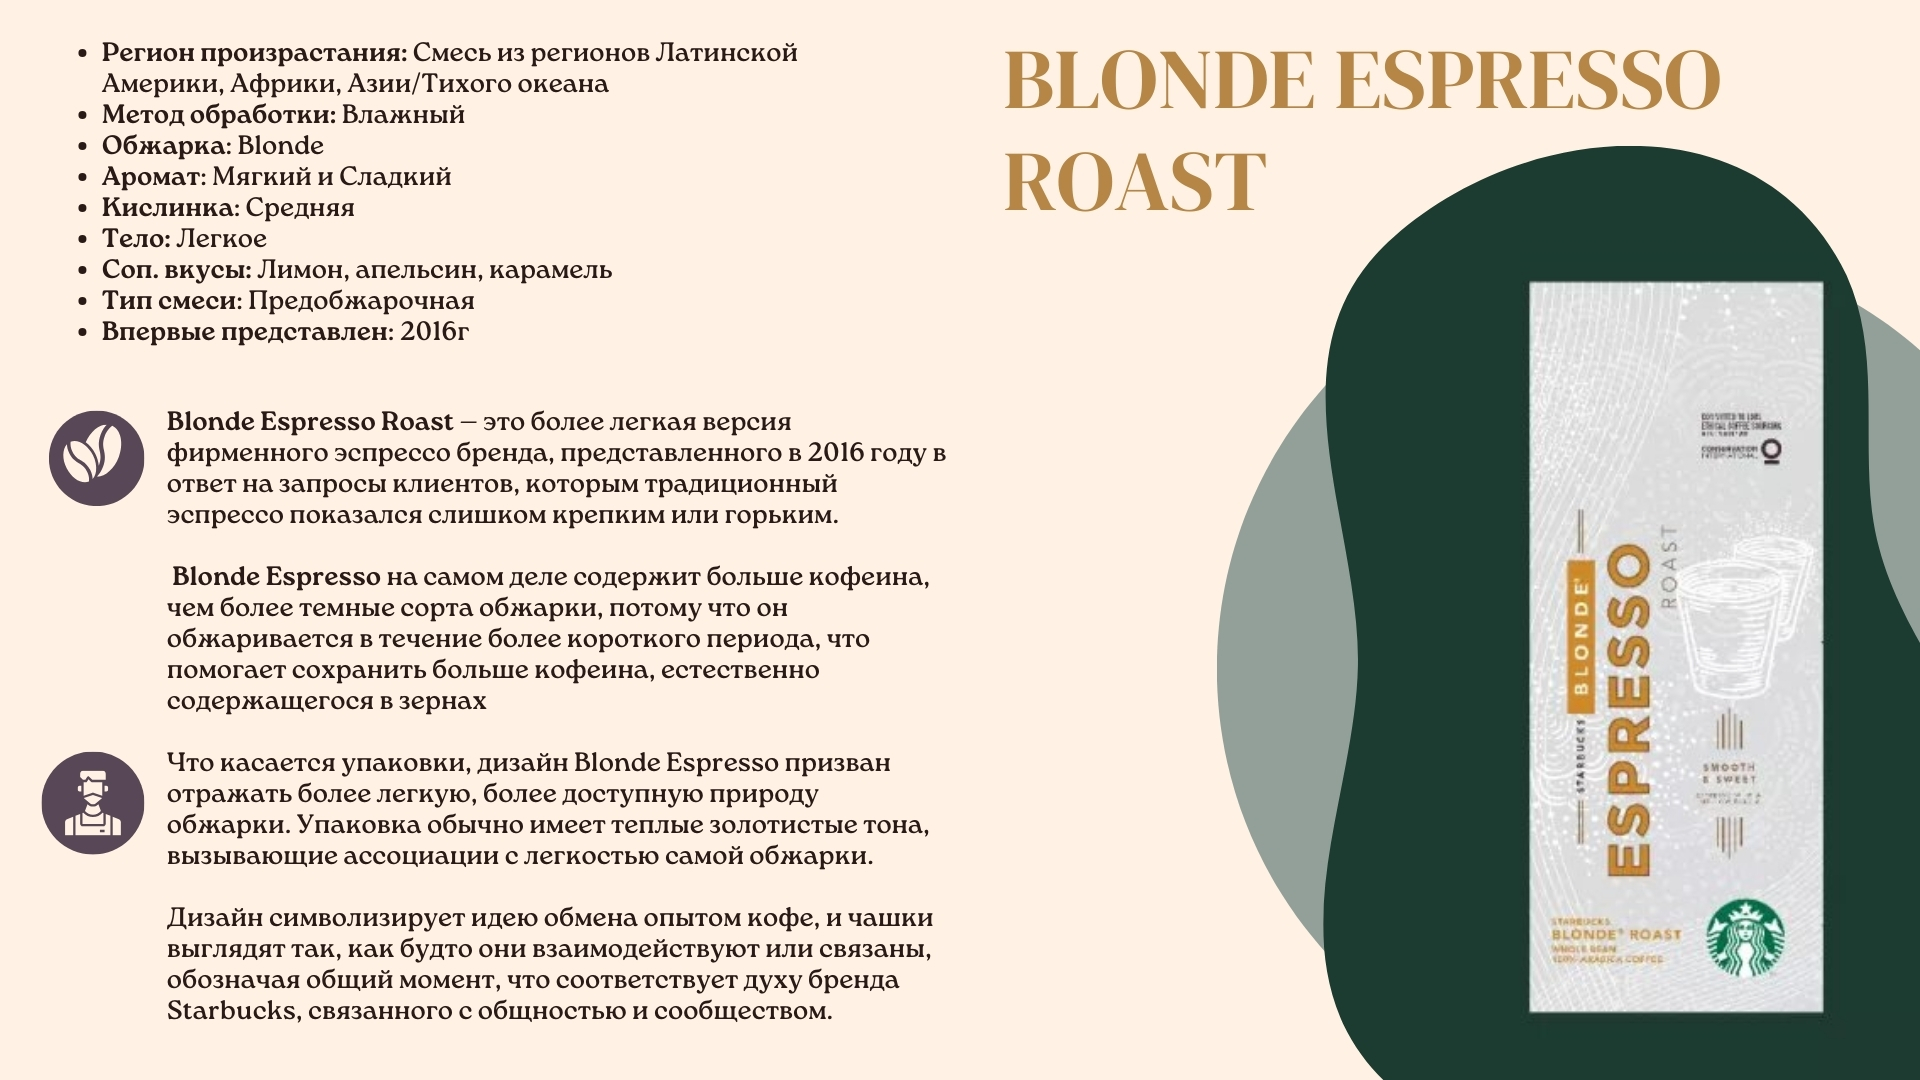 • Регион произрастания: Смесь из регионов Латинской
Америки, Африки, Азии/Тихого океана
• Метод обработки: Влажный
• Обжарка: Blonde
• Аромат: Мягкий и Сладкий
• Кислинка: Средняя
• Тело: Легкое
• Соп. вкусы: Лимон, апельсин, карамель
• Тип смеси: Предобжарочная
• Впервые представлен: 2016г
Blonde Espresso Roast – это более легкая версия
фирменного эспрессо бренда, представленного в 2016 году в
ответ на запросы клиентов, которым традиционный
эспрессо показался слишком крепким или горьким.
Blonde Espresso на самом деле содержит больше кофеина,
чем более темные сорта обжарки, потому что он
обжаривается в течение более короткого периода, что
помогает сохранить больше кофеина, естественно
содержащегося в зернах
Что касается упаковки, дизайн Blonde Espresso призван
отражать более легкую, более доступную природу
обжарки. Упаковка обычно имеет теплые золотистые тона,
вызывающие ассоциации с легкостью самой обжарки.
Дизайн символизирует идею обмена опытом кофе, и чашки
выглядят так, как будто они взаимодействуют или связаны,
обозначая общий момент, что соответствует духу бренда
Starbucks, связанного с общностью и сообществом.
BLONDE ESPRESSO
ROAST
CONSERVATION
INTERNATIONAL
STARBUCKS BLONDE®
ESPRESSO
ROAST
SMOOTH
& SWEET
STARBUCKS
BLONDE® ROAST
WHOLE BEAN
100% ARABICA COFFEE